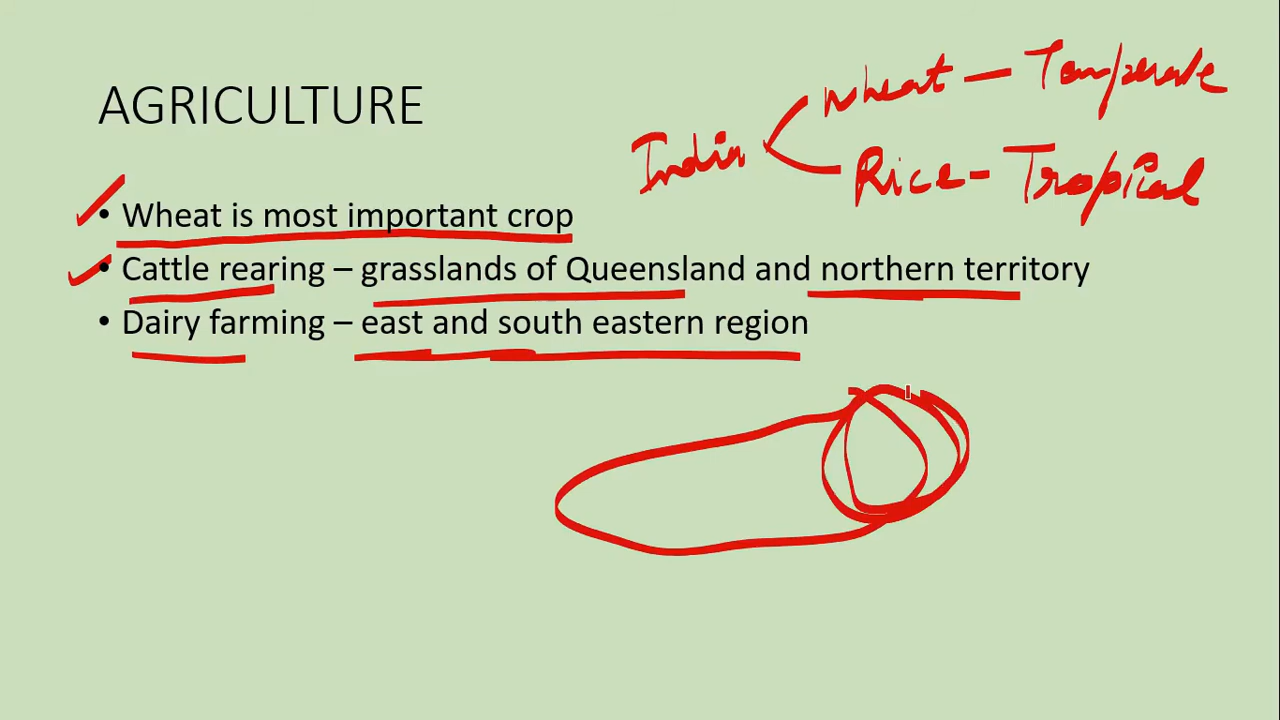 AGRICULTURE
India
Wheat – Temperate
Rice – Tropical
• Wheat is most important crop
• Cattle rearing – grasslands of Queensland and northern territory
• Dairy farming – east and south eastern region